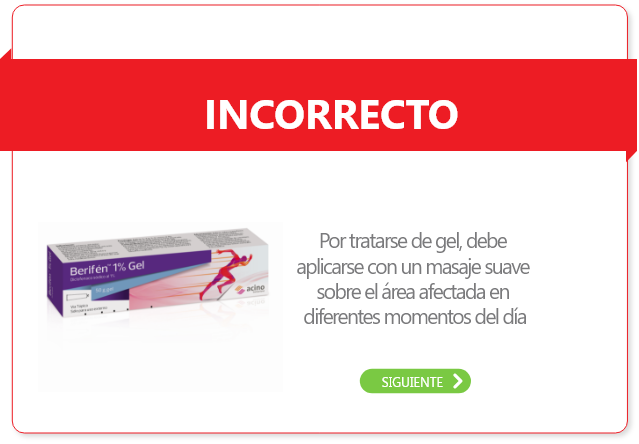 INCORRECTO
Berifén™ 1% Gel
acino
Por tratarse de gel, debe
aplicarse con un masaje suave
sobre el área afectada en
diferentes momentos del día
SIGUIENTE